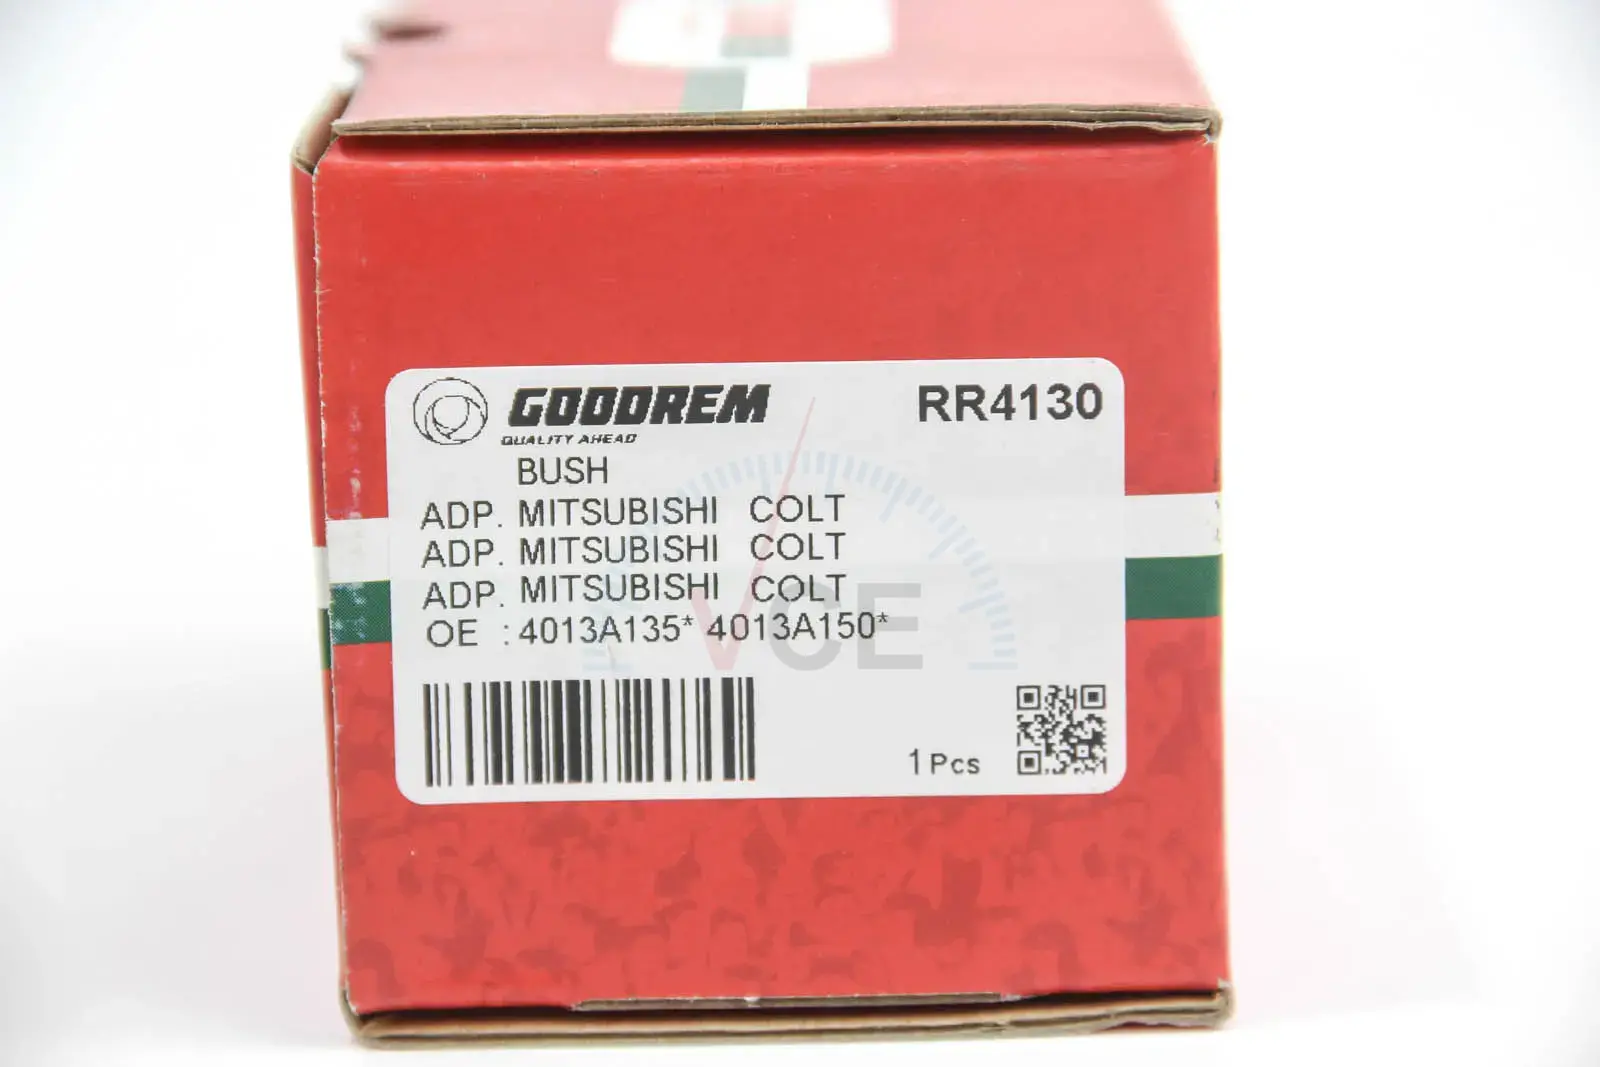 GOODREM RR4130
QUALITY AHEAD
BUSH
ADP. MITSUBISHI COLT
ADP. MITSUBISHI COLT
ADP. MITSUBISHI COLT
OE : 4013A135* 4013A150*
VCE
1 Pcs